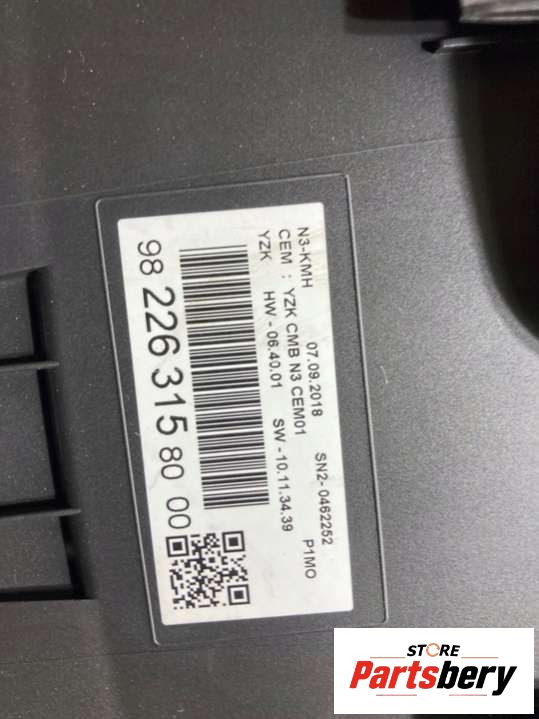 N3-KMH 07.09.2018 SN2- 0462252
CEM : YZK CMB N3 CEM01 P1MO
YZK HW - 06.40.01 SW -10.11.34.39
98 226 315 80 00
STORE
Partsbery